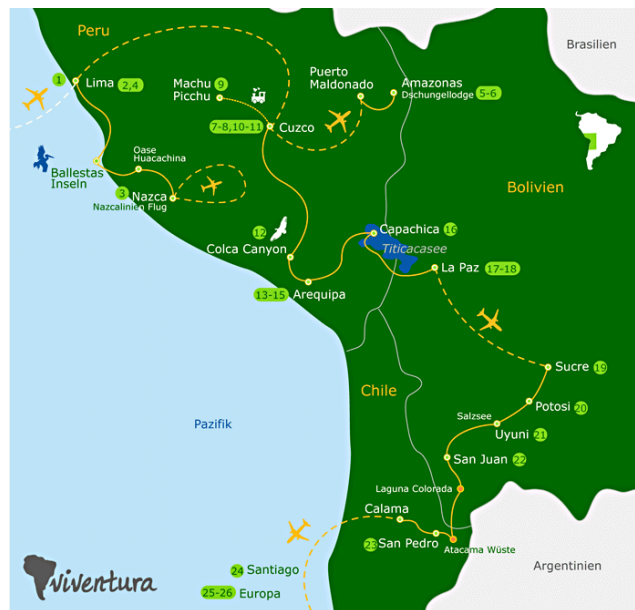 Peru
Brasilien
1
Lima
2,4
Machu
Picchu
9
Puerto
Maldonado
Amazonas
Dschungellodge
5-6
7-8,10-11
Cuzco
Oase
Huacachina
Ballestas
Inseln
3
Nazca
Nazcalinien Flug
Bolivien
12
Colca Canyon
Capachica
16
Titicacasee
La Paz
17-18
13-15
Arequipa
Sucre
19
Chile
Potosi
20
Salzsee
Uyuni
21
Pazifik
San Juan
22
Laguna Colorada
Calama
23
San Pedro
Atacama Wüste
Argentinien
24
Santiago
25-26
Europa
viventura